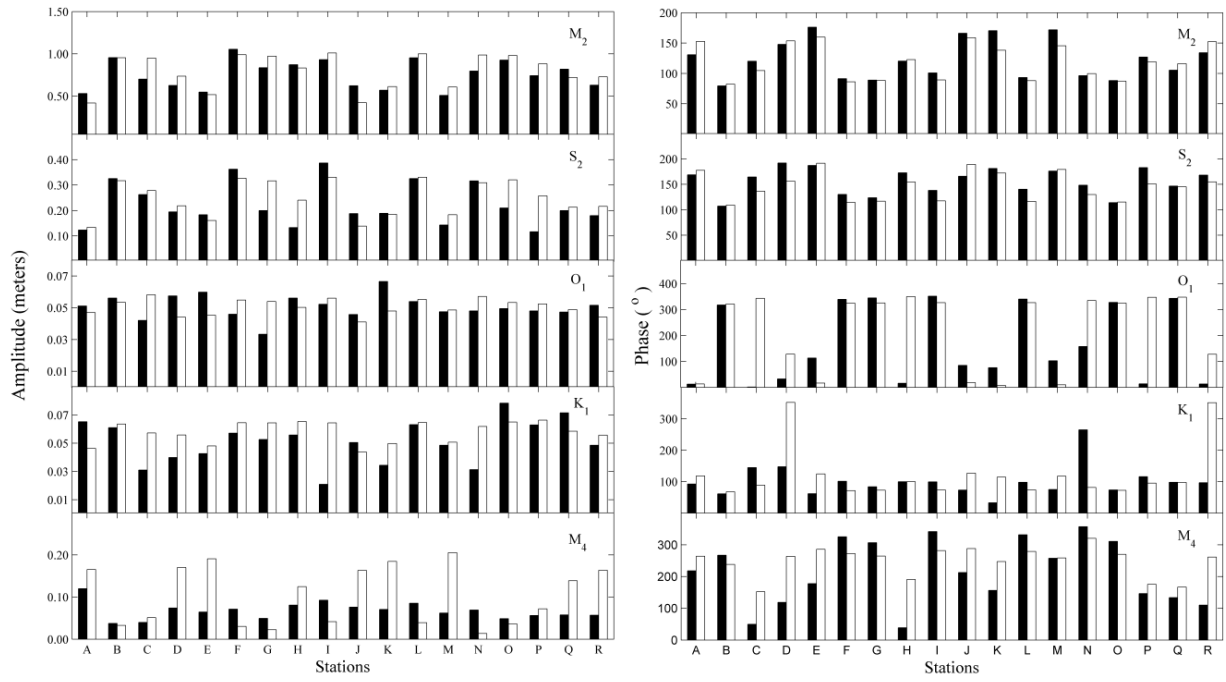 1.50
1.00
0.50
M2
0.40
0.30
0.20
0.10
S2
0.07
0.05
0.03
0.01
O1
0.07
0.05
0.03
0.01
K1
0.20
0.10
0.00
M4
A B C D E F G H I J K L M N O P Q R
Stations
Amplitude (meters)
200
150
100
50
M2
200
150
100
50
S2
400
300
200
100
O1
300
200
100
K1
300
200
100
0
M4
A B C D E F G H I J K L M N O P Q R
Stations
Phase ( o )